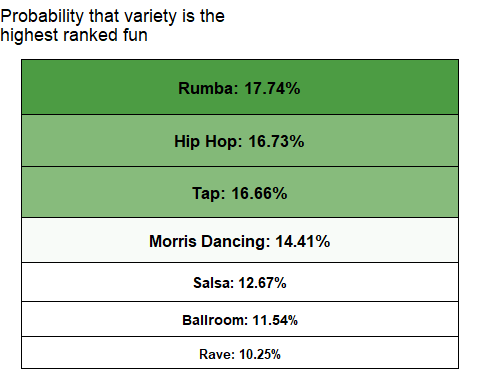 Probability that variety is the
highest ranked fun
Rumba: 17.74%
Hip Hop: 16.73%
Tap: 16.66%
Morris Dancing: 14.41%
Salsa: 12.67%
Ballroom: 11.54%
Rave: 10.25%